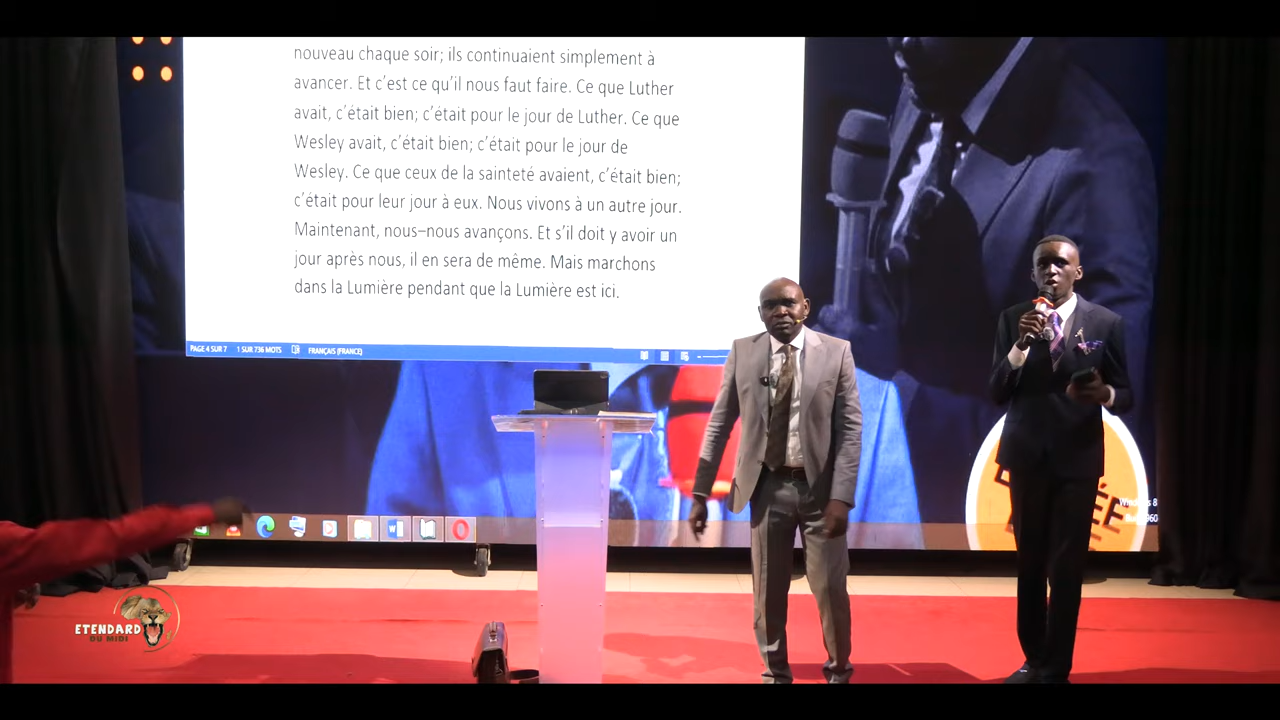 nouveau chaque soir; ils continuaient simplement à
avancer. Et c’est ce qu’il nous faut faire. Ce que Luther
avait, c’était bien; c’était pour le jour de Luther. Ce que
Wesley avait, c’était bien; c’était pour le jour de
Wesley. Ce que ceux de la sainteté avaient, c’était bien;
c’était pour leur jour à eux. Nous vivons à un autre jour.
Maintenant, nous–nous avançons. Et s’il doit y avoir un
jour après nous, il en sera de même. Mais marchons
dans la Lumière pendant que la Lumière est ici.
PAGE 4 SUR 7 1 SUR 736 MOTS FRANÇAIS (FRANCE)
ETENDARD
DU MIDI